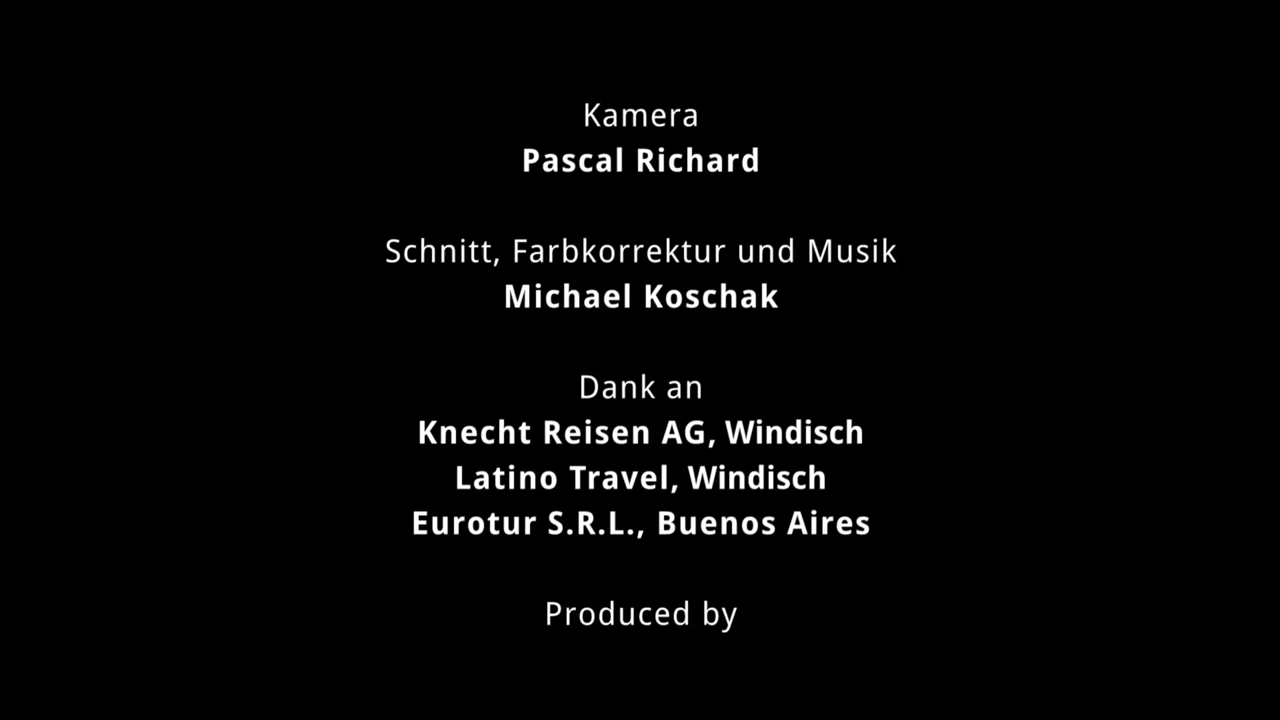 Kamera
Pascal Richard
Schnitt, Farbkorrektur und Musik
Michael Koschak
Dank an
Knecht Reisen AG, Windisch
Latino Travel, Windisch
Eurotur S.R.L., Buenos Aires
Produced by